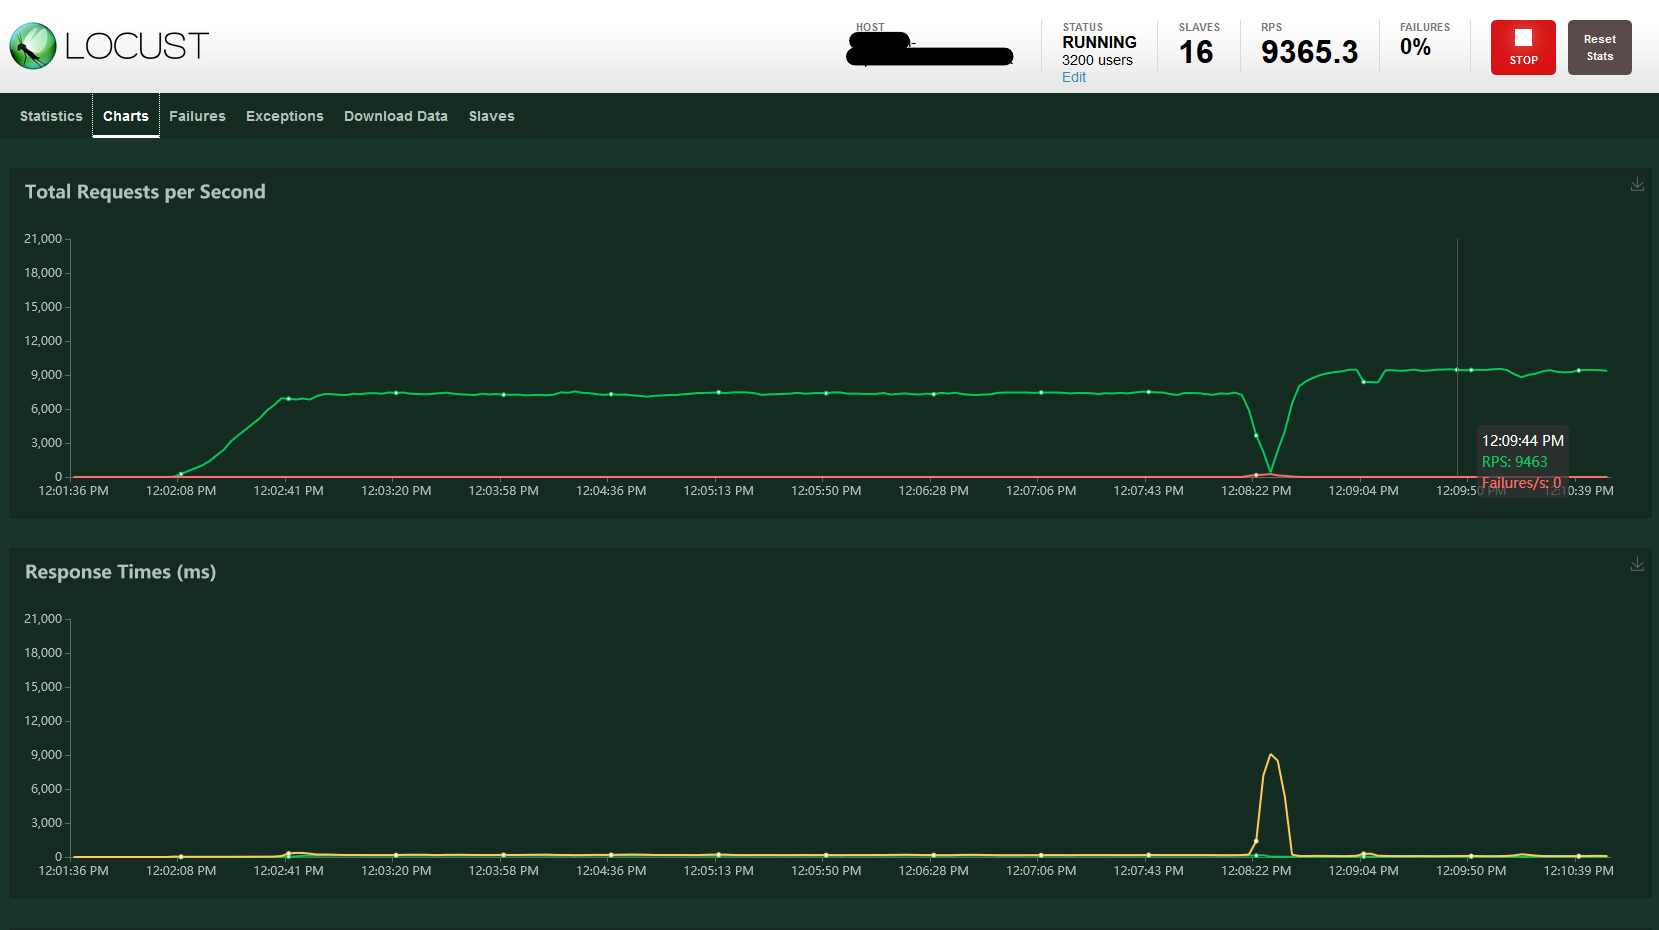 LOCUST
HOST
STATUS
RUNNING
3200 users
Edit
SLAVES
16
RPS
9365.3
FAILURES
0%
STOP
Reset
Stats
Statistics Charts Failures Exceptions Download Data Slaves
Total Requests per Second
21,000
18,000
15,000
12,000
9,000
6,000
3,000
0
12:01:36 PM 12:02:08 PM 12:02:41 PM 12:03:20 PM 12:03:58 PM 12:04:36 PM 12:05:13 PM 12:05:50 PM 12:06:28 PM 12:07:06 PM 12:07:43 PM 12:08:22 PM 12:09:04 PM 12:09:50 PM 12:10:39 PM
12:09:44 PM
RPS: 9463
Failures/s: 0
Response Times (ms)
21,000
18,000
15,000
12,000
9,000
6,000
3,000
0
12:01:36 PM 12:02:08 PM 12:02:41 PM 12:03:20 PM 12:03:58 PM 12:04:36 PM 12:05:13 PM 12:05:50 PM 12:06:28 PM 12:07:06 PM 12:07:43 PM 12:08:22 PM 12:09:04 PM 12:09:50 PM 12:10:39 PM